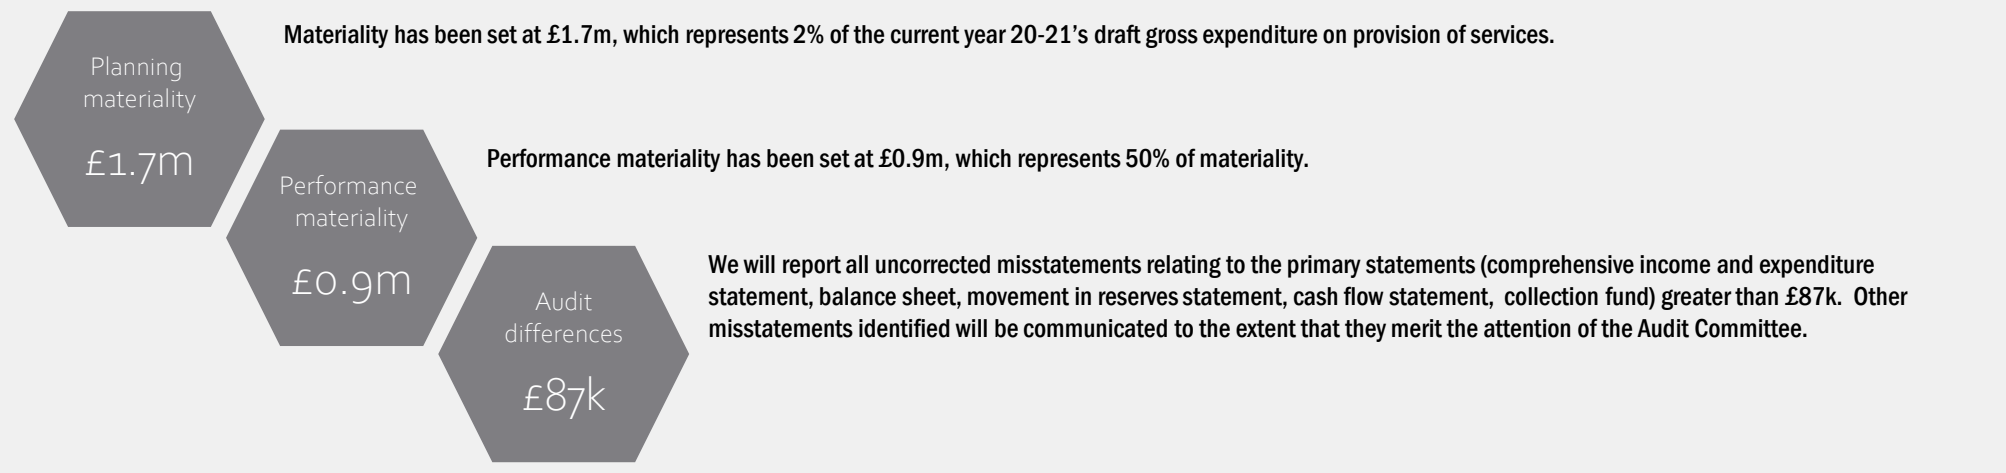 Materiality has been set at £1.7m, which represents 2% of the current year 20-21's draft gross expenditure on provision of services.
Planning
materiality
£1.7m
Performance materiality has been set at £0.9m, which represents 50% of materiality.
Performance
materiality
£0.9m
We will report all uncorrected misstatements relating to the primary statements (comprehensive income and expenditure
statement, balance sheet, movement in reserves statement, cash flow statement,  collection fund) greater than £87k.  Other
misstatements identified will be communicated to the extent that they merit the attention of the Audit Committee.
Audit
differences
£87k